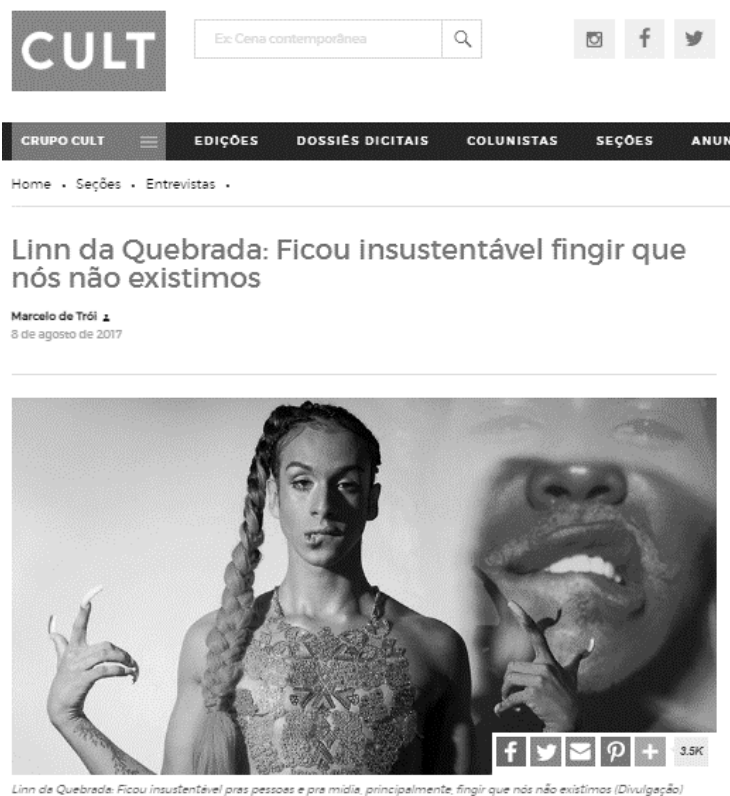 CULT
Ex: Cena contemporânea
GRUPO CULT
EDIÇÕES
DOSSIÊS DIGITAIS
COLUNISTAS
SEÇÕES
ANUN
Home • Seções • Entrevistas •
Linn da Quebrada: Ficou insustentável fingir que
nós não existimos
Marcelo de Trói
8 de agosto de 2017
3.5K
Linn da Quebrada: Ficou insustentável pras pessoas e pra mídia, principalmente, fingir que nós não existimos (Divulgação)